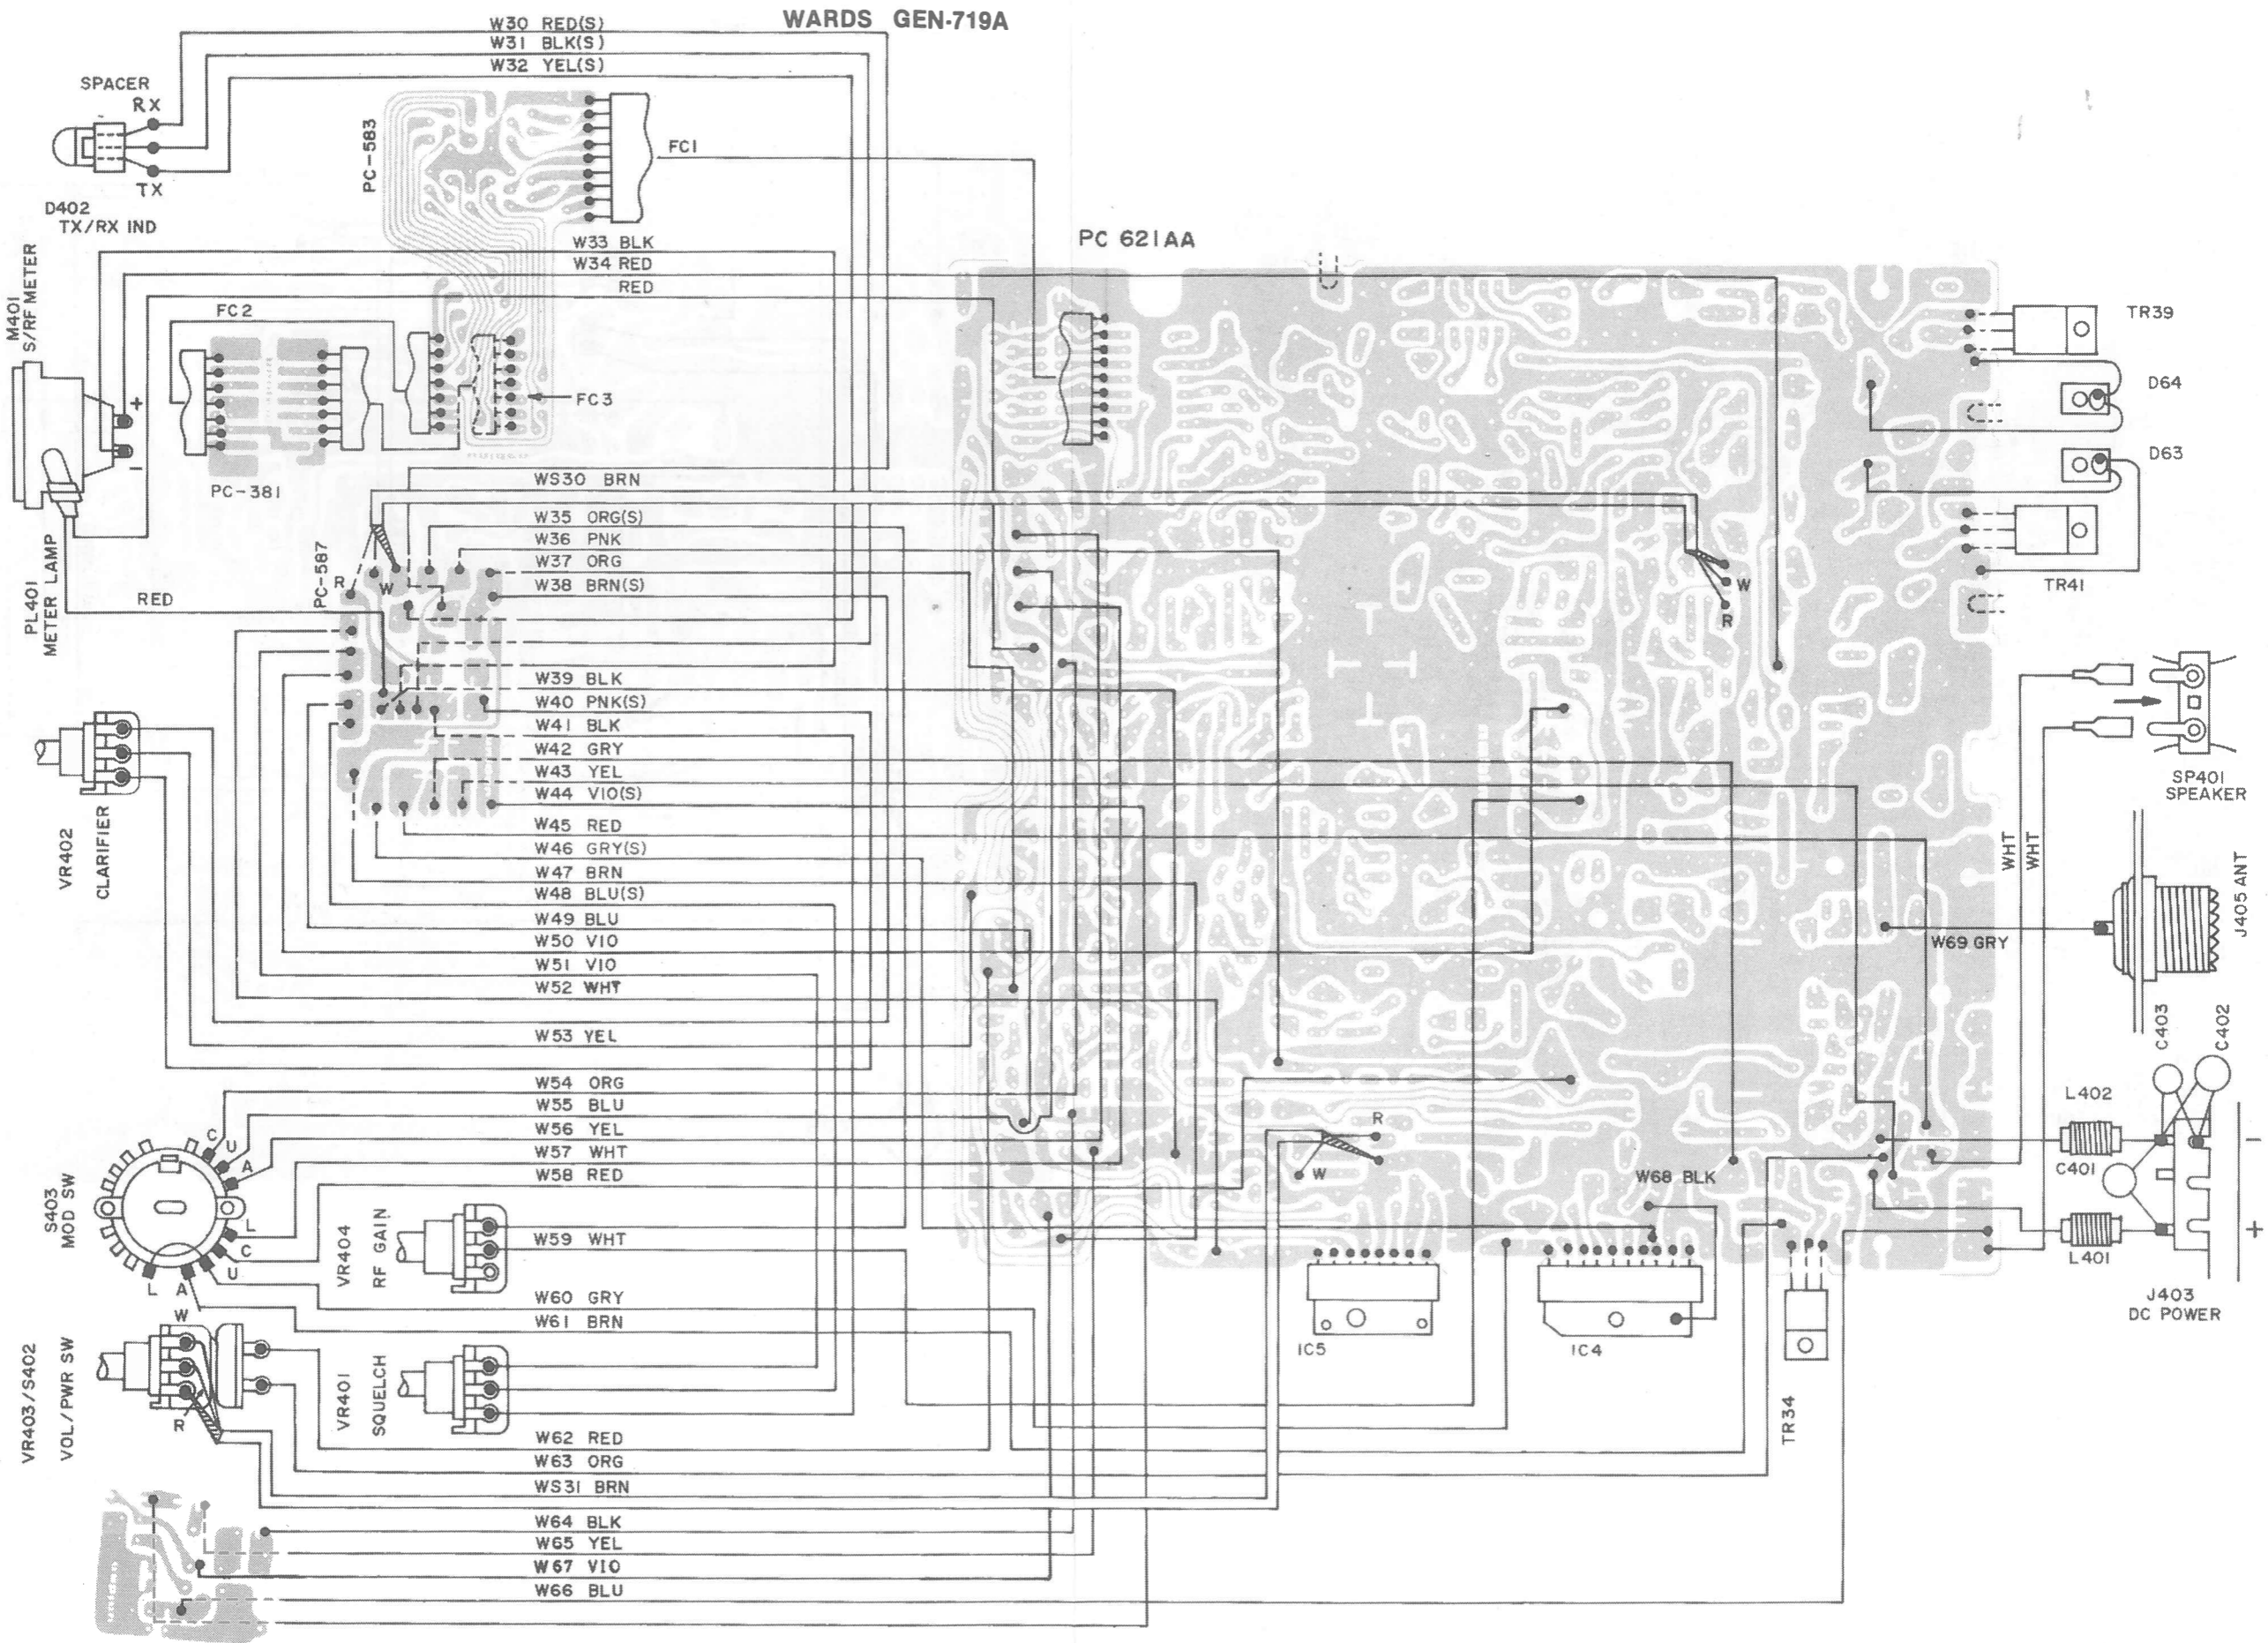 WARDS GEN-719A
W30 RED(S)
W31 BLK(S)
W32 YEL(S)
SPACER
RX
TX
D402
TX/RX IND
PC-583
FC1
W33 BLK
W34 RED
RED
PC 621AA
M401
S/RF METER
+
-
FC2
FC3
PC-381
TR39
D64
D63
TR41
WS30 BRN
W35 ORG(S)
W36 PNK
W37 ORG
W38 BRN(S)
PC-587
R
W
W
R
PL401
METER LAMP
RED
W39 BLK
W40 PNK(S)
W41 BLK
W42 GRY
W43 YEL
W44 VIO(S)
W45 RED
W46 GRY(S)
W47 BRN
W48 BLU(S)
W49 BLU
W50 VIO
W51 VIO
W52 WHT
W53 YEL
VR402
CLARIFIER
SP401
SPEAKER
WHT
WHT
W69 GRY
J405 ANT
C403
C402
L402
C401
L401
-
+
J403
DC POWER
W54 ORG
W55 BLU
W56 YEL
W57 WHT
W58 RED
S403
MOD SW
C
U
A
L
C
U
A
L
R
W
W68 BLK
VR404
RF GAIN
W59 WHT
W60 GRY
W61 BRN
IC5
IC4
TR34
VR403/S402
VOL/PWR SW
W
R
VR401
SQUELCH
W62 RED
W63 ORG
WS31 BRN
W64 BLK
W65 YEL
W67 VIO
W66 BLU